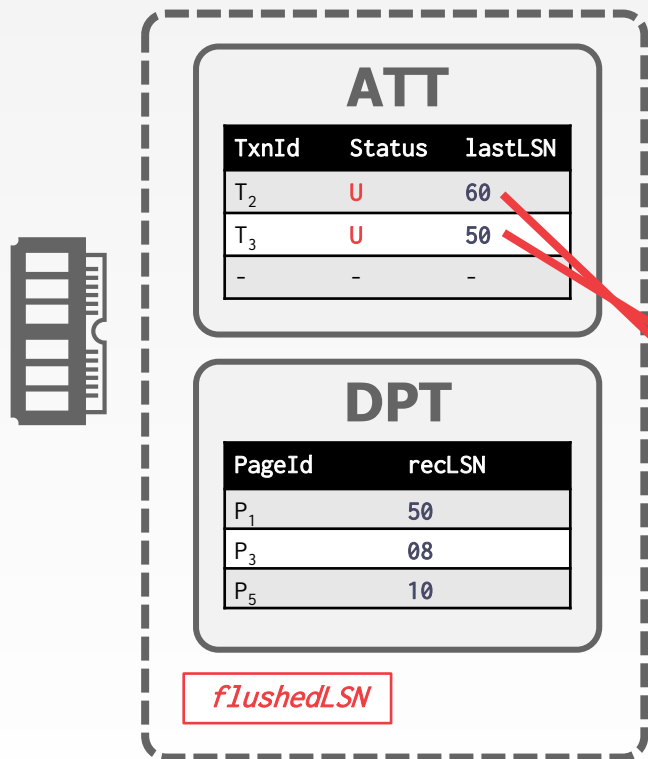 ATT
TxnId Status lastLSN
T₂ U 60
T₃ U 50
- - -
DPT
PageId recLSN
P₁ 50
P₃ 08
P₅ 10
flushedLSN